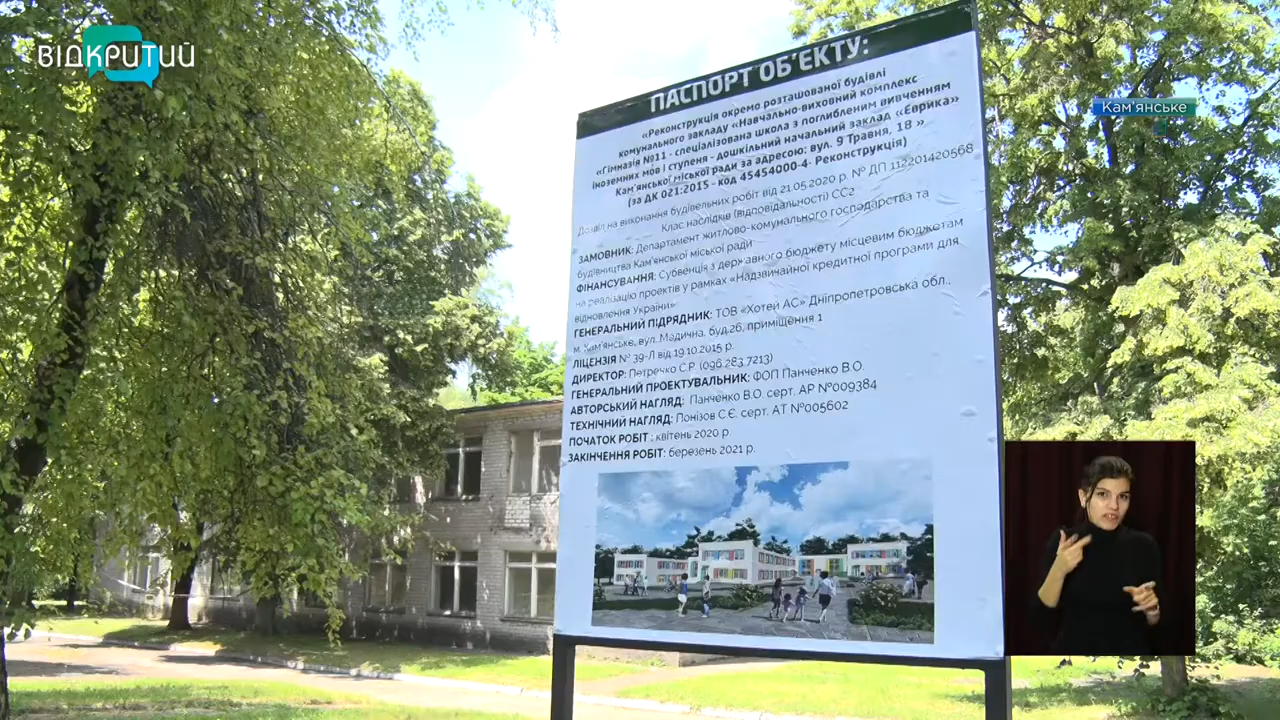 ВІДКРИТИЙ
Кам'янське
ПАСПОРТ ОБ'ЄКТУ:
«Реконструкція окремо розташованої будівлі
комунального закладу «Навчально-виховний комплекс
«Гімназія №11 - спеціалізована школа з поглибленим вивченням
іноземних мов І ступеня - дошкільний начальний заклад «Еврика»
Кам'янської міської ради за адресою: вул. 9 Травня, 18 »
(за ДК 021:2015 - код 45454000-4- Реконструкція)
Дозвіл на виконання будівельних робіт від 21.05.2020 р. № ДП 112201420568
Клас наслідків (відповідальності) СС2
ЗАМОВНИК: Департамент житлово-комунального господарства та
будівництва Кам'янської міської ради
ФІНАНСУВАННЯ: Субвенція з державного бюджету місцевим бюджетам
на реалізацію проектів у рамках «Надзвичайної кредитної програми для
відновлення України»
ГЕНЕРАЛЬНИЙ ПІДРЯДНИК: ТОВ «Хотей АС» Дніпропетровська обл.,
м. Кам'янське, вул. Медична, буд.26, приміщення 1
ЛІЦЕНЗІЯ № 39-Л від 19.10.2015 р.
ДИРЕКТОР: Петречко С.Р. (096 283 7213)
ГЕНЕРАЛЬНИЙ ПРОЕКТУВАЛЬНИК: ФОП Панченко В.О.
АВТОРСЬКИЙ НАГЛЯД: Панченко В.О. серт. АР №009384
ТЕХНІЧНИЙ НАГЛЯД: Понізов С.Є. серт. АТ №005602
ПОЧАТОК РОБІТ : квітень 2020 р.
ЗАКІНЧЕННЯ РОБІТ: березень 2021 р.